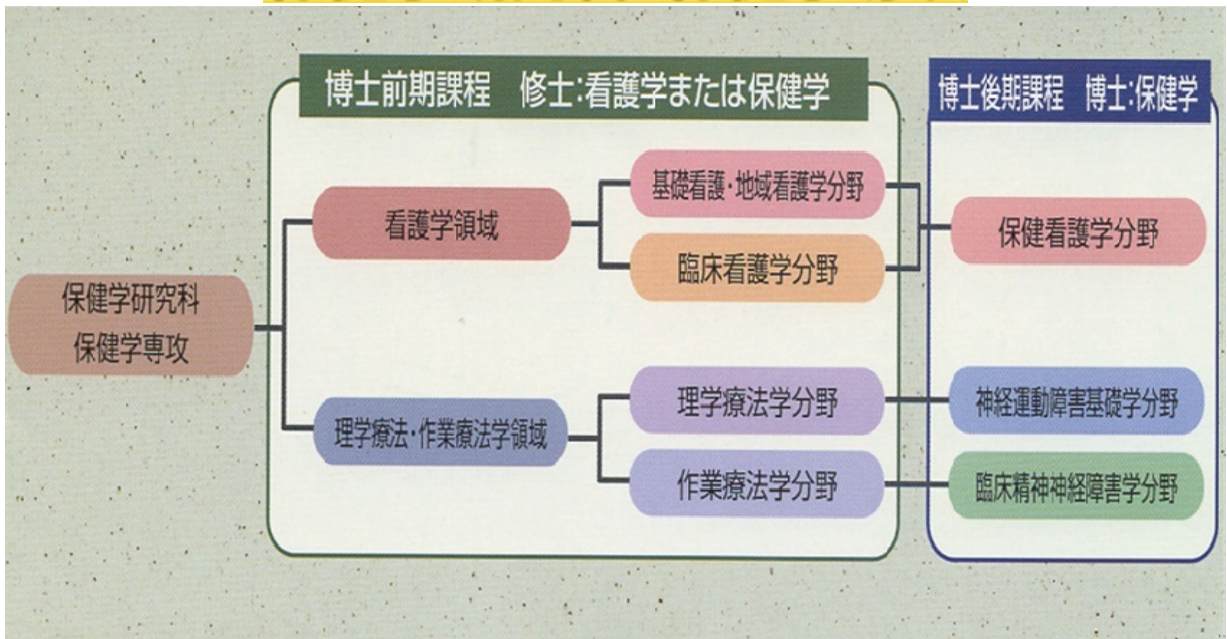 博士前期課程 修士:看護学または保健学
博士後期課程 博士:保健学
保健学研究科
保健学専攻
看護学領域
基礎看護・地域看護学分野
臨床看護学分野
保健看護学分野
理学療法・作業療法学領域
理学療法学分野
作業療法学分野
神経運動障害基礎学分野
臨床精神神経障害学分野